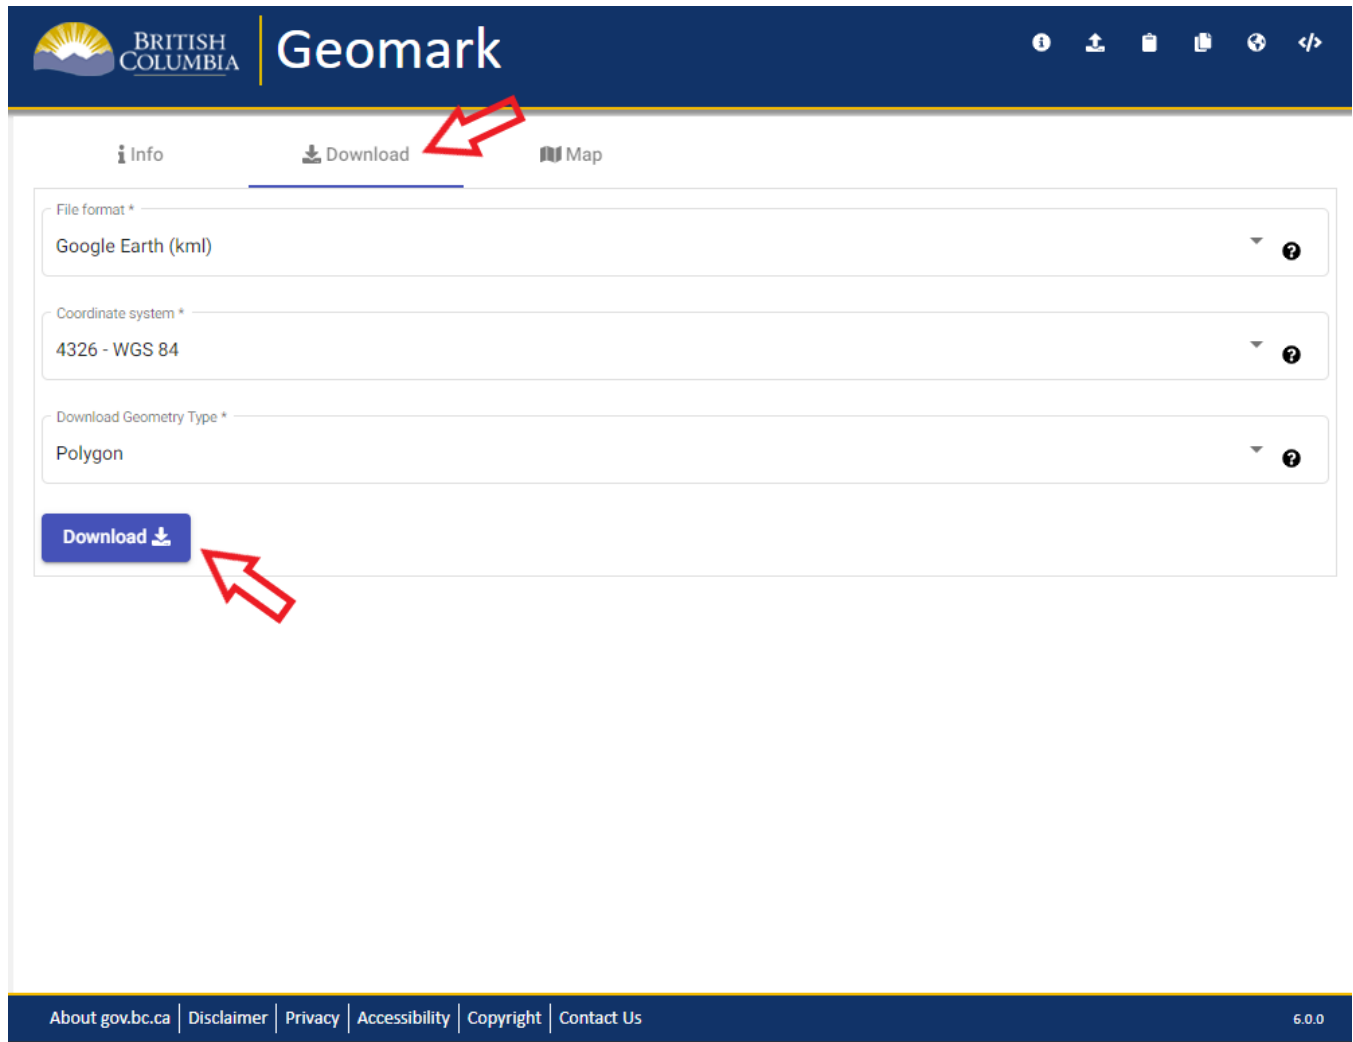 BRITISH
COLUMBIA
Geomark
Info
Download
Map
File format *
Google Earth (kml)
Coordinate system *
4326 - WGS 84
Download Geometry Type *
Polygon
Download
About gov.bc.ca | Disclaimer | Privacy | Accessibility | Copyright | Contact Us
6.0.0